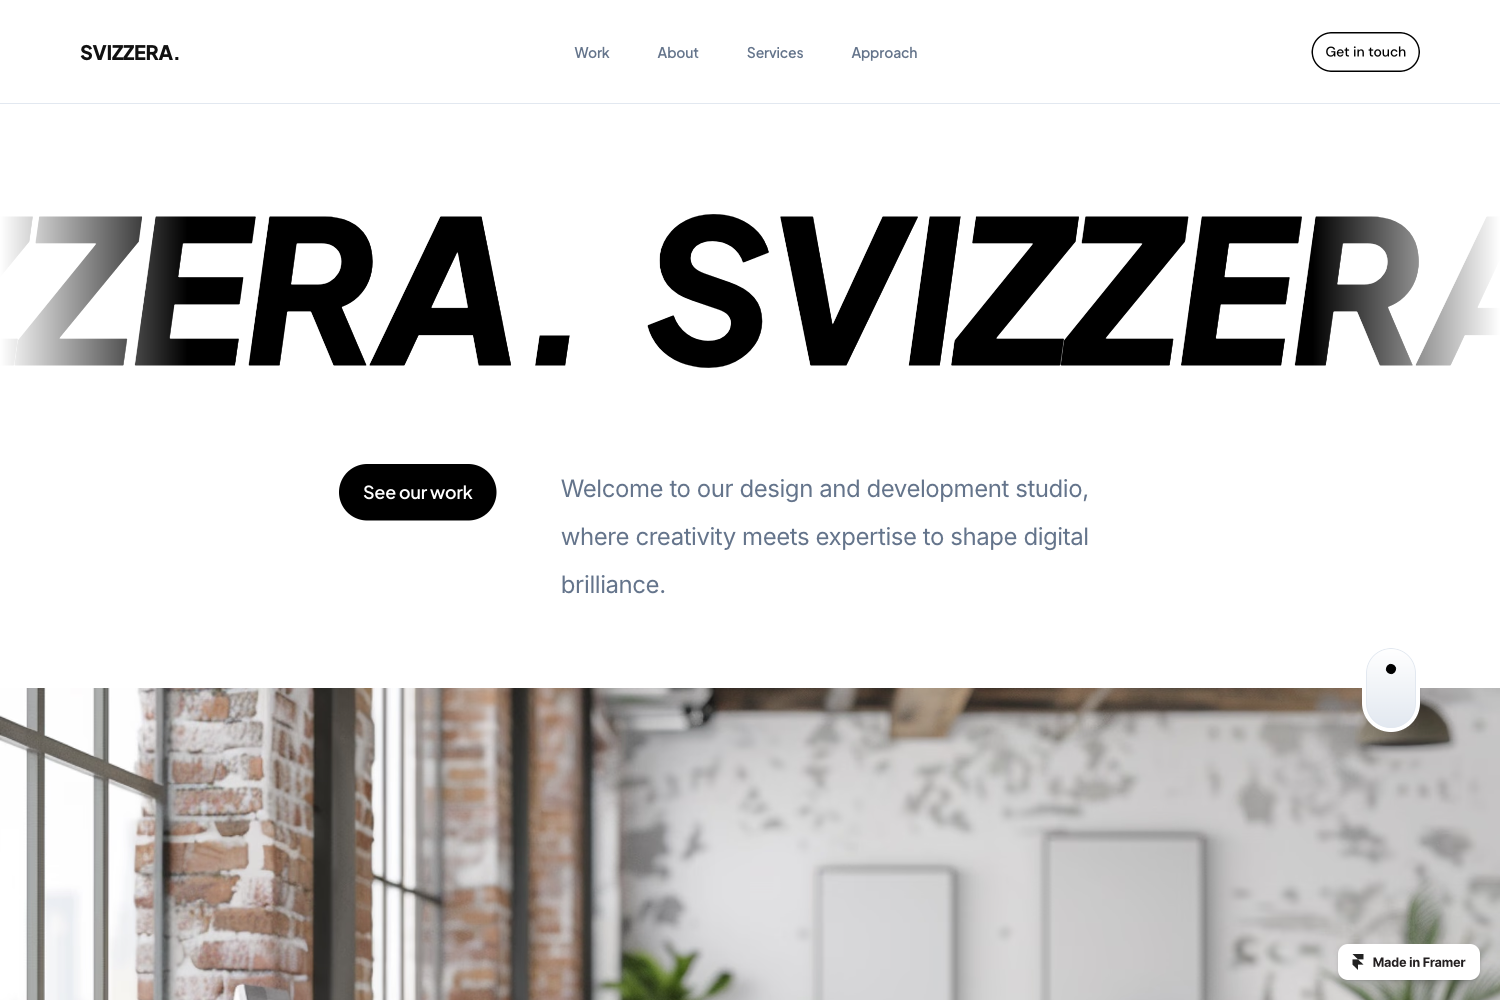 SVIZZERA.
Work
About
Services
Approach
Get in touch
ZZERA. SVIZZERA
See our work
Welcome to our design and development studio,
where creativity meets expertise to shape digital
brilliance.
Made in Framer